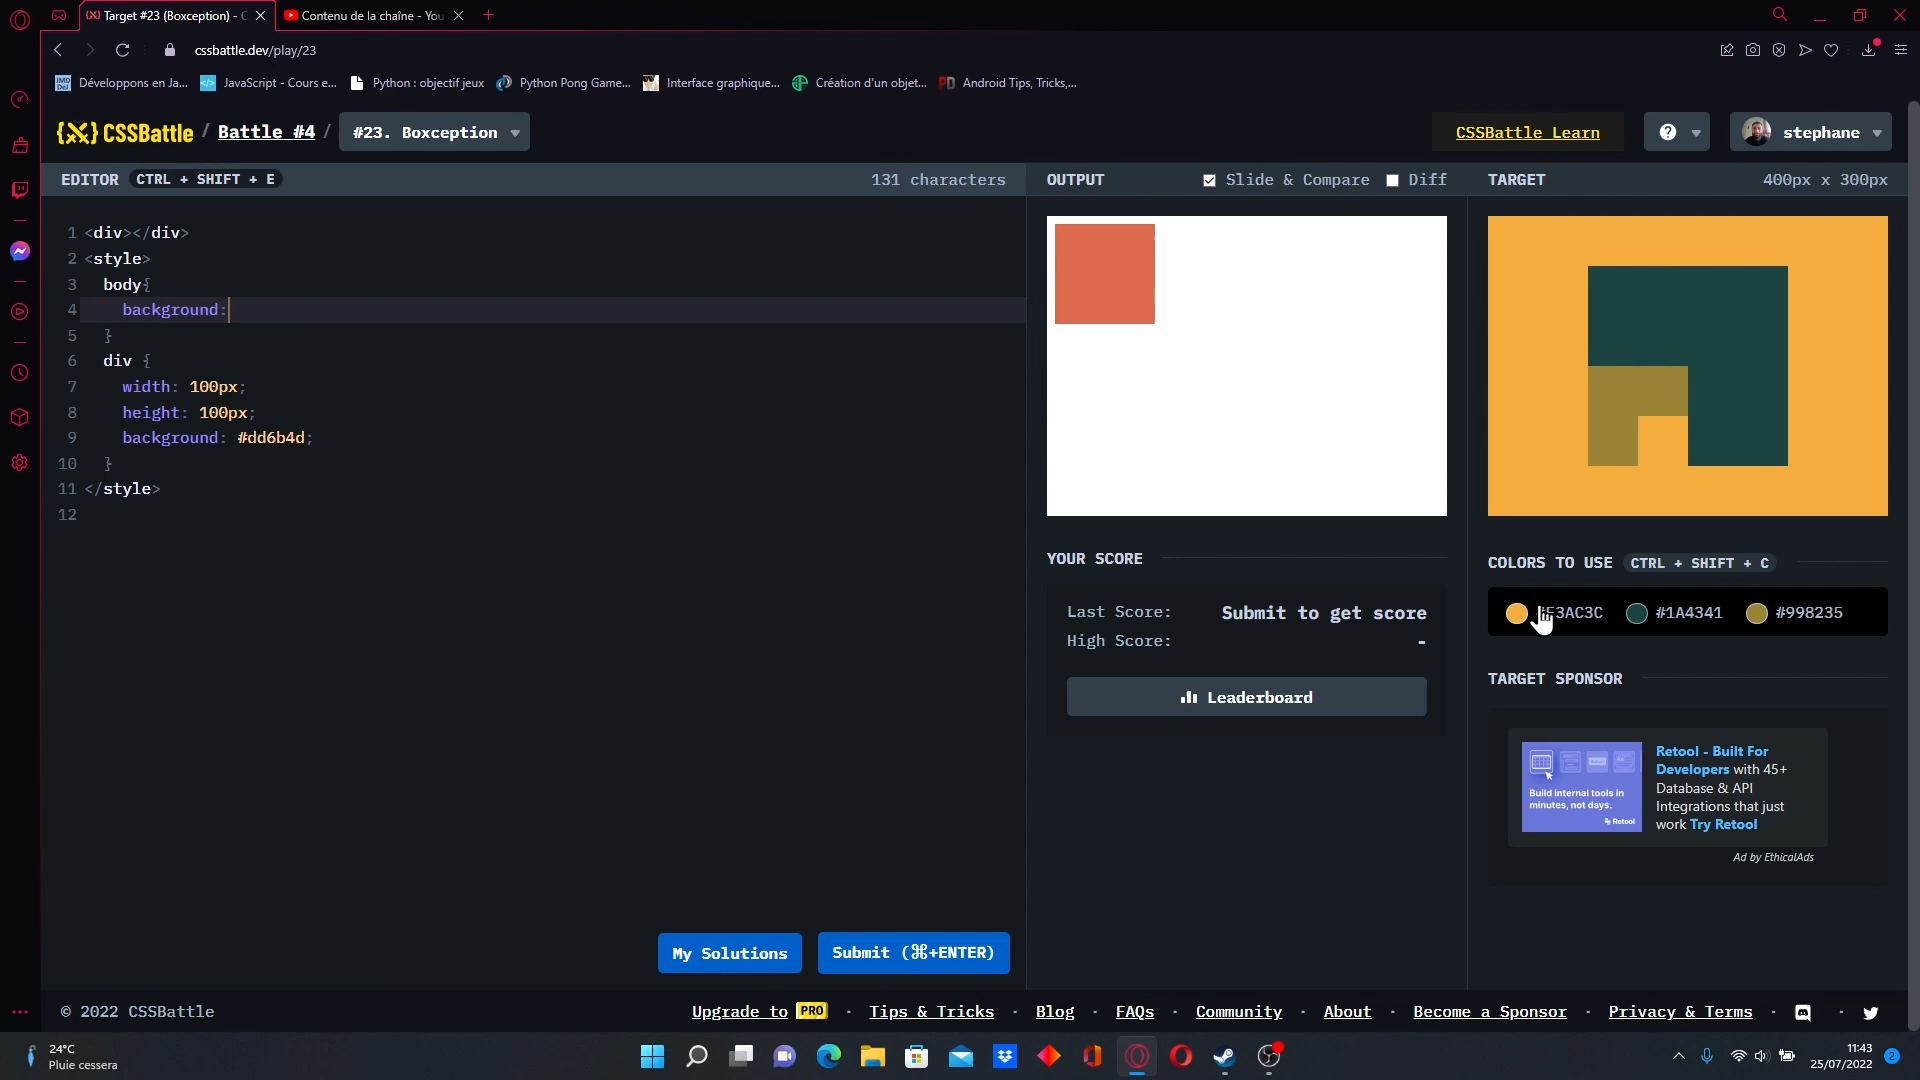 Target #23 (Boxception) - C
Contenu de la chaîne - You
cssbattle.dev/play/23
Développons en Ja...
JavaScript - Cours e...
Python : objectif jeux
Python Pong Game...
Interface graphique...
Création d'un objet...
Android Tips, Tricks,...
{X} CSSBattle / Battle #4 / #23. Boxception
CSSBattle Learn
?
stephane
EDITOR CTRL + SHIFT + E
131 characters
OUTPUT
Slide & Compare
Diff
TARGET
400px x 300px
1 <div></div>
2 <style>
3 body{
4 background:
5 }
6 div {
7 width: 100px;
8 height: 100px;
9 background: #dd6b4d;
10 }
11 </style>
12
YOUR SCORE
Last Score: Submit to get score
High Score: -
Leaderboard
COLORS TO USE CTRL + SHIFT + C
#1A4341
#998235
TARGET SPONSOR
Build internal tools in
minutes, not days.
Retool
Retool - Built For
Developers with 45+
Database & API
Integrations that just
work Try Retool
Ad by EthicalAds
My Solutions
Submit (⌘+ENTER)
© 2022 CSSBattle
Upgrade to PRO · Tips & Tricks · Blog · FAQs · Community · About · Become a Sponsor · Privacy & Terms ·
24°C
Pluie cessera
11:43
25/07/2022
2